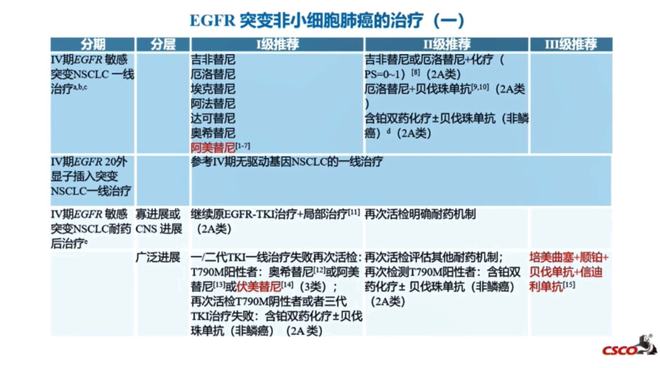 EGFR 突变非小细胞肺癌的治疗（一）
分期 分层 I级推荐 II级推荐 III级推荐
IV期EGFR 敏感
突变NSCLC 一线
治疗a,b,c
吉非替尼
厄洛替尼
埃克替尼
阿法替尼
达可替尼
奥希替尼
阿美替尼[1-7]
吉非替尼或厄洛替尼+化疗（
PS=0~1）[8]（2A类）
厄洛替尼+贝伐珠单抗[9,10]（2A类
）
含铂双药化疗±贝伐珠单抗（非鳞
癌）d（2A类）
IV期EGFR 20外
显子插入突变
NSCLC一线治疗
参考IV期无驱动基因NSCLC的一线治疗
IV期EGFR 敏感
突变NSCLC耐药
后治疗e
寡进展或
CNS 进展
继续原EGFR-TKI治疗+局部治疗[11]
（2A类）
再次活检明确耐药机制
广泛进展
一/二代TKI一线治疗失败再次活检：
T790M阳性者：奥希替尼[12]或阿美
替尼[13]或伏美替尼[14]（3类）；
再次活检T790M阴性者或者三代
TKI治疗失败：含铂双药化疗±贝伐
珠单抗（非鳞癌）（2A 类）
再次活检评估其他耐药机制；
再次检测T790M阳性者：含铂双
药化疗± 贝伐珠单抗（非鳞癌）
（2A类）
培美曲塞+顺铂+
贝伐单抗+信迪
利单抗[15]
CSCO